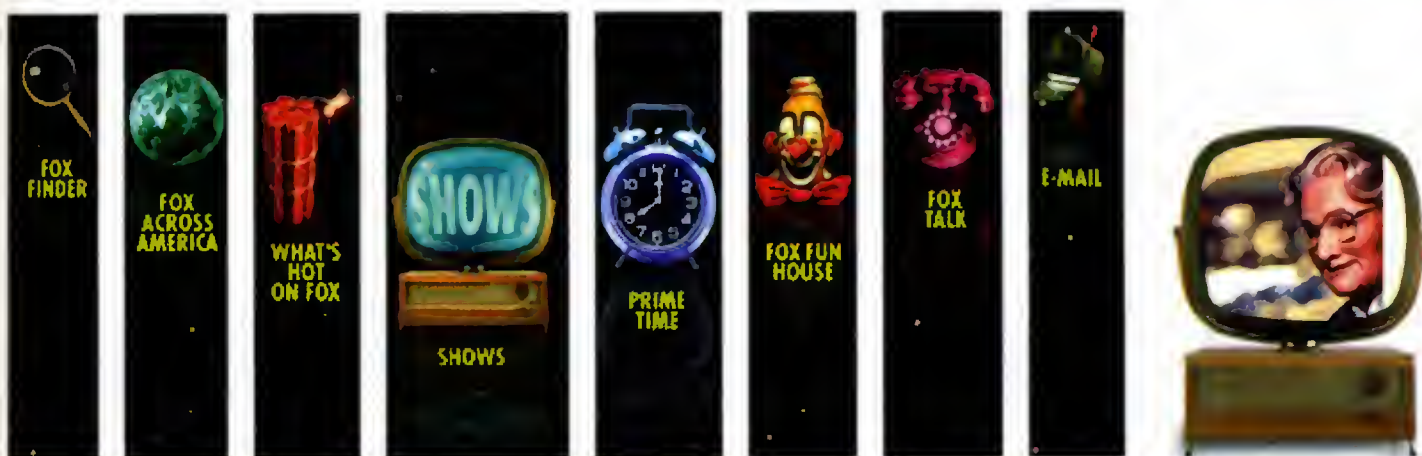 FOX
FINDER
FOX
ACROSS
AMERICA
WHAT'S
HOT
ON FOX
SHOWS
SHOWS
PRIME
TIME
FOX FUN
HOUSE
FOX
TALK
E-MAIL